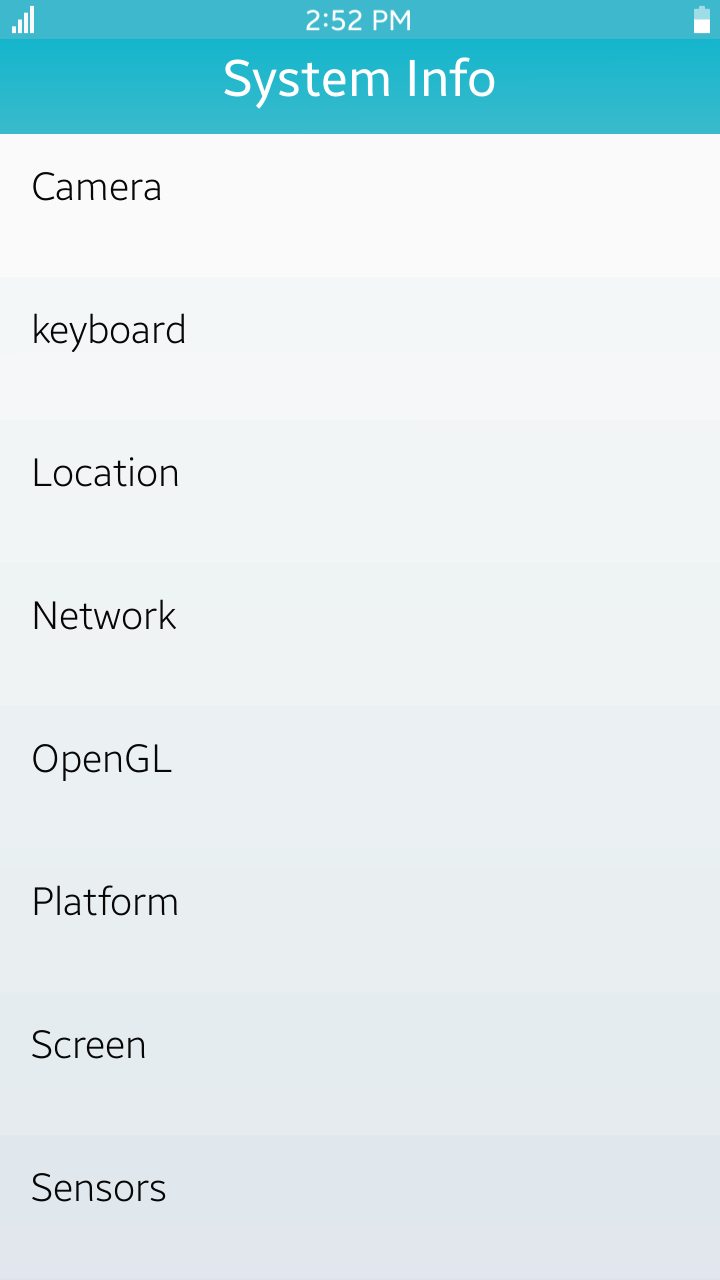 2:52 PM
System Info
Camera
keyboard
Location
Network
OpenGL
Platform
Screen
Sensors